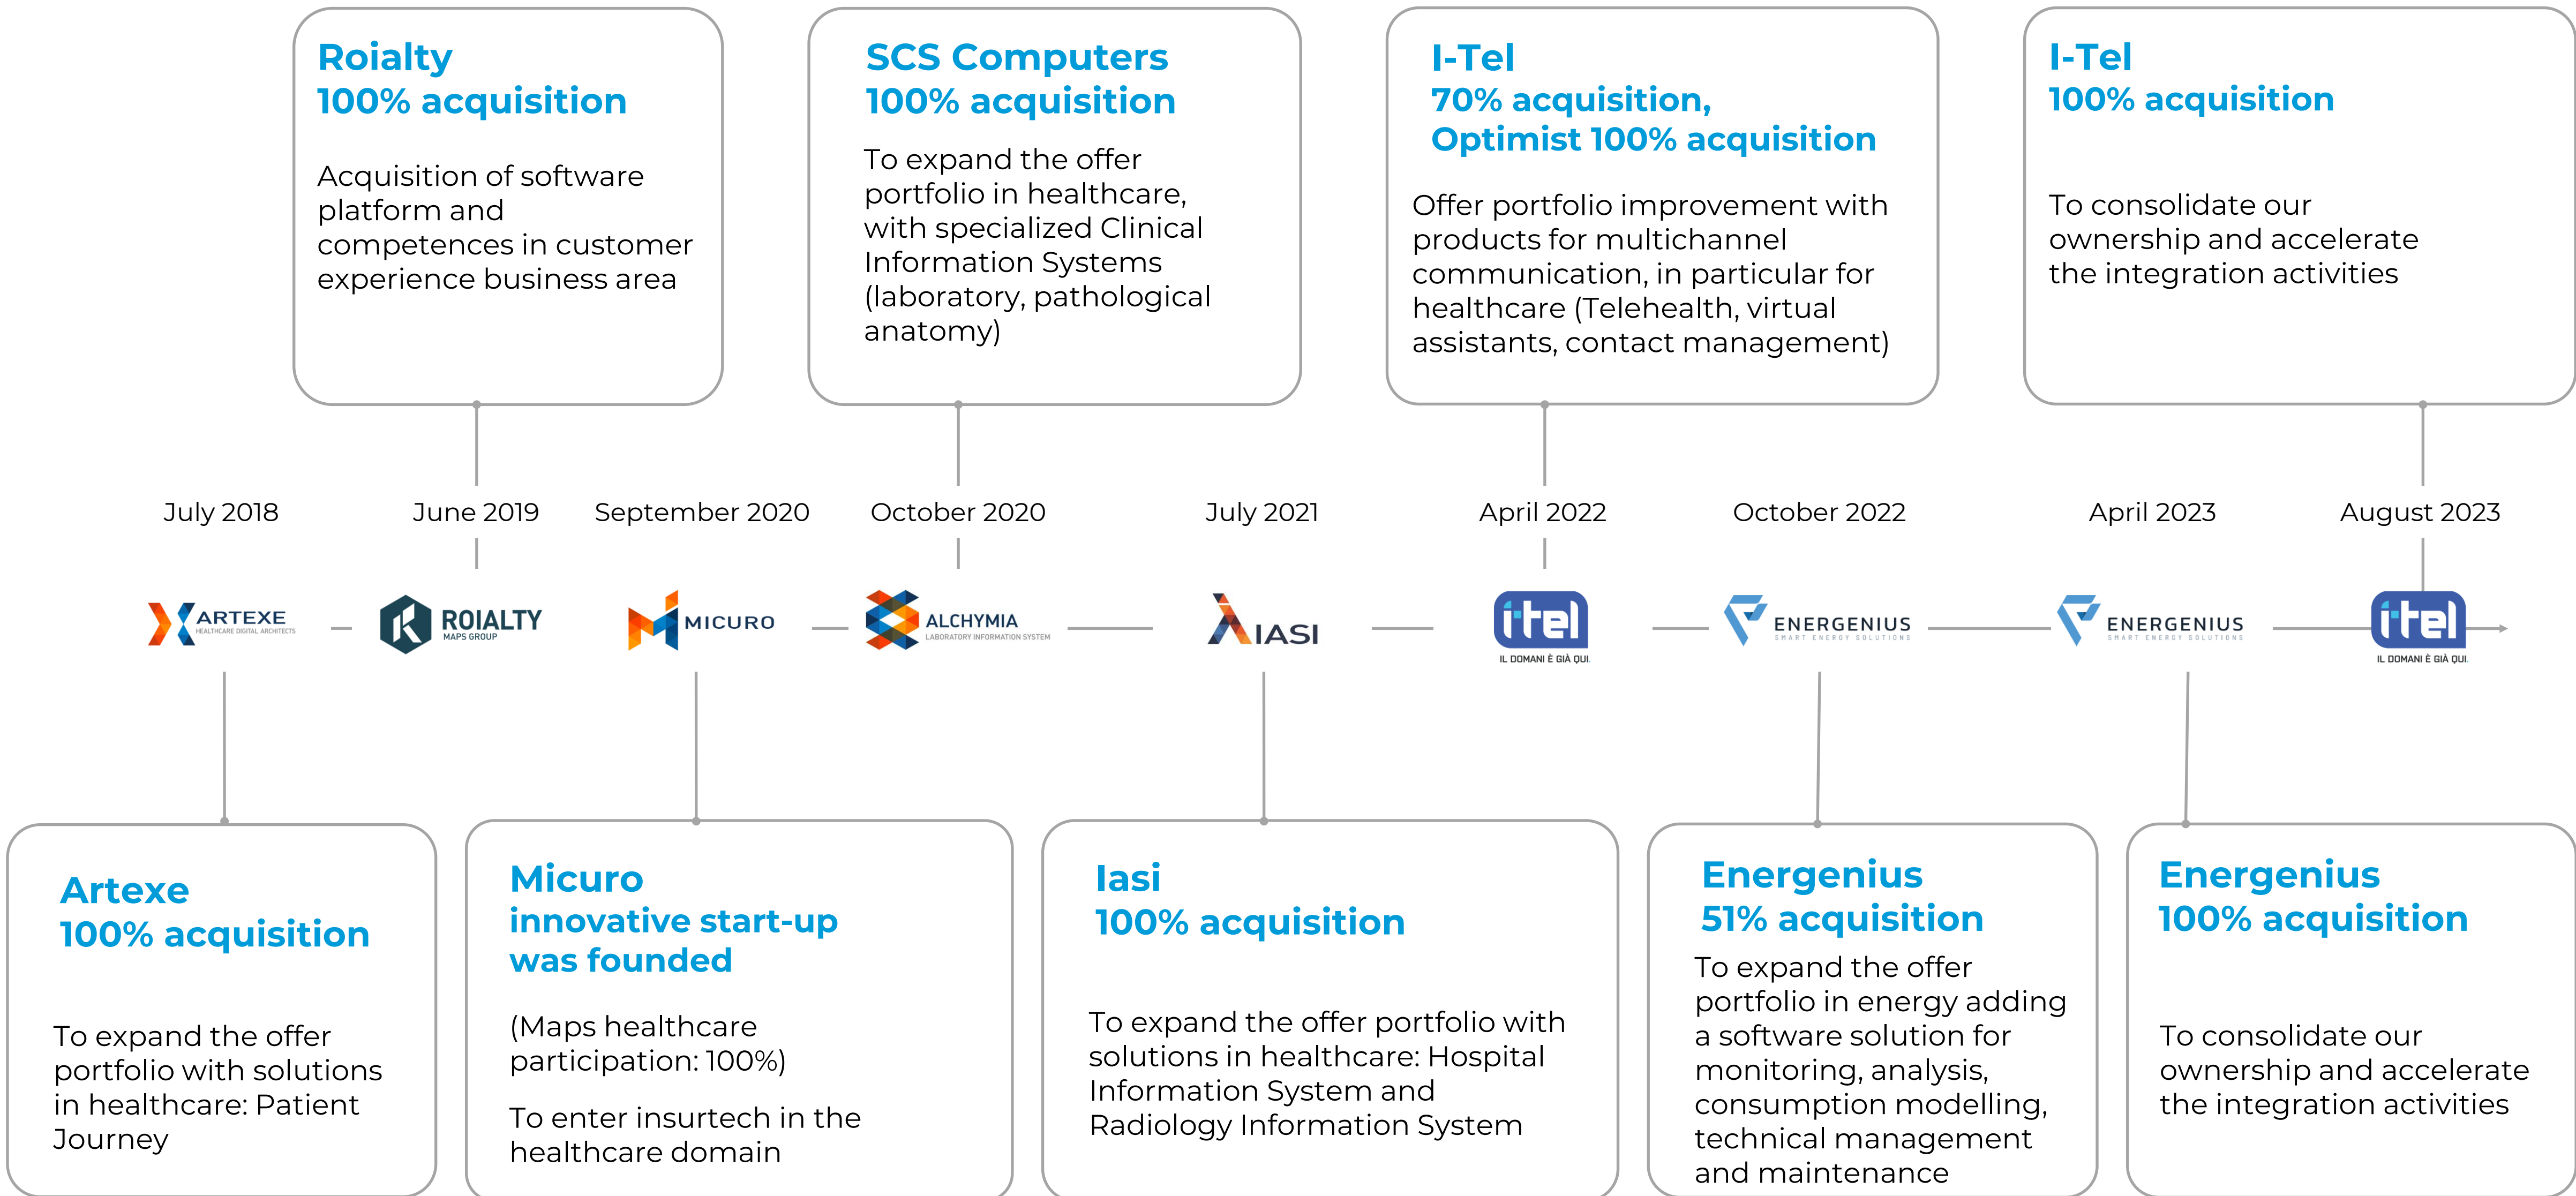 Roialty
100% acquisition
Acquisition of software
platform and
competences in customer
experience business area
SCS Computers
100% acquisition
To expand the offer
portfolio in healthcare,
with specialized Clinical
Information Systems
(laboratory, pathological
anatomy)
I-Tel
70% acquisition,
Optimist 100% acquisition
Offer portfolio improvement with
products for multichannel
communication, in particular for
healthcare (Telehealth, virtual
assistants, contact management)
I-Tel
100% acquisition
To consolidate our
ownership and accelerate
the integration activities
July 2018
June 2019
September 2020
October 2020
July 2021
April 2022
October 2022
April 2023
August 2023
ARTEXE
HEALTHCARE DIGITAL ARCHITECTS
ROIALTY
MAPS GROUP
MICURO
ALCHYMIA
LABORATORY INFORMATION SYSTEM
IASI
i-tel
IL DOMANI È GIÀ QUI.
ENERGENIUS
SMART ENERGY SOLUTIONS
ENERGENIUS
SMART ENERGY SOLUTIONS
i-tel
IL DOMANI È GIÀ QUI.
Artexe
100% acquisition
To expand the offer
portfolio with solutions
in healthcare: Patient
Journey
Micuro
innovative start-up
was founded
(Maps healthcare
participation: 100%)
To enter insurtech in the
healthcare domain
Iasi
100% acquisition
To expand the offer portfolio with
solutions in healthcare: Hospital
Information System and
Radiology Information System
Energenius
51% acquisition
To expand the offer
portfolio in energy adding
a software solution for
monitoring, analysis,
consumption modelling,
technical management
and maintenance
Energenius
100% acquisition
To consolidate our
ownership and accelerate
the integration activities